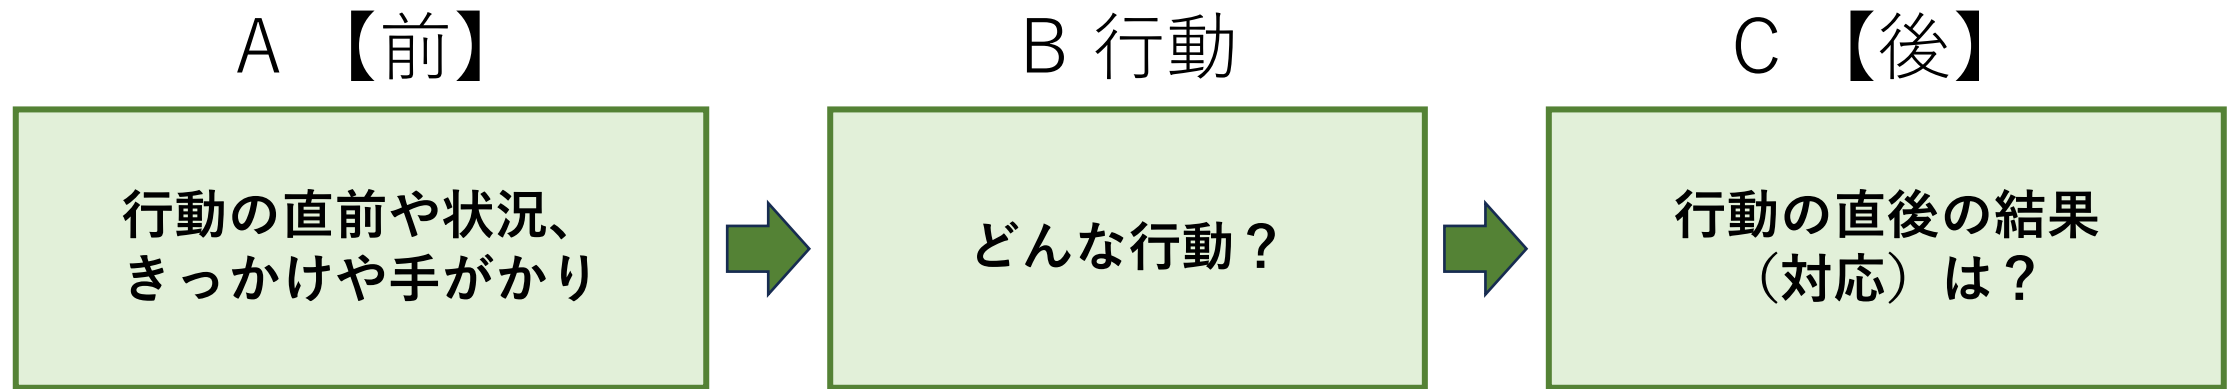 A 【前】
B 行動
C 【後】
行動の直前や状況、
きっかけや手がかり
どんな行動？
行動の直後の結果
（対応）は？